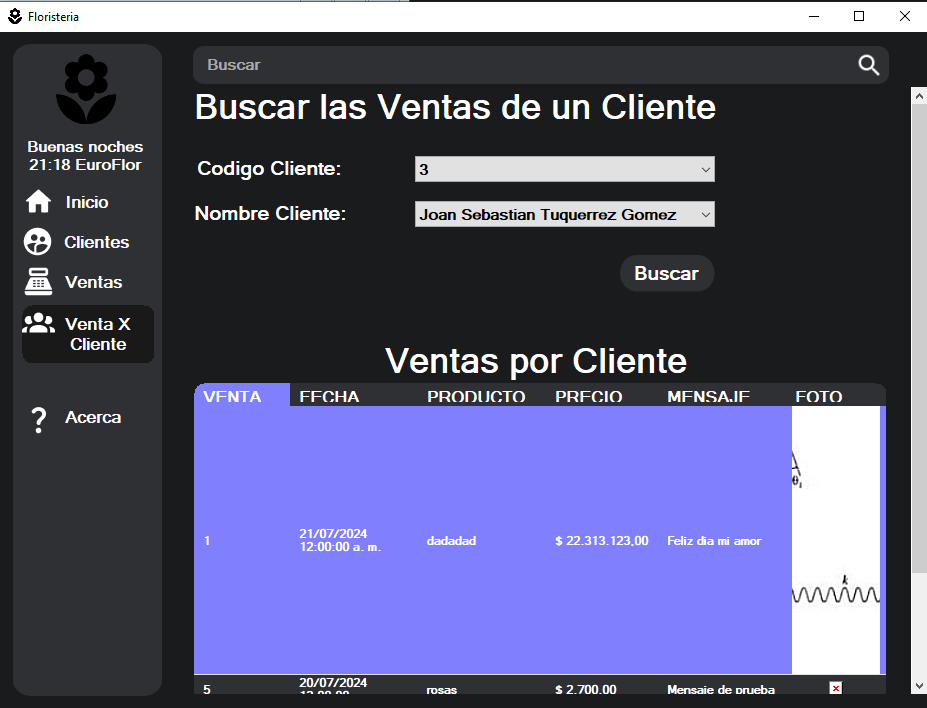 Floristeria
Buscar
Buenas noches
21:18 EuroFlor
Inicio
Clientes
Ventas
Venta X
Cliente
Acerca
Buscar las Ventas de un Cliente
Codigo Cliente:
3
Nombre Cliente:
Joan Sebastian Tuquerrez Gomez
Buscar
Ventas por Cliente
VENTA FECHA PRODUCTO PRECIO MENSAJE FOTO
1 21/07/2024 12:00:00 a. m. dadadad $ 22.313.123,00 Feliz dia mi amor
θ
k
5 20/07/2024 rosas $ 2.700,00 Mensaje de prueba